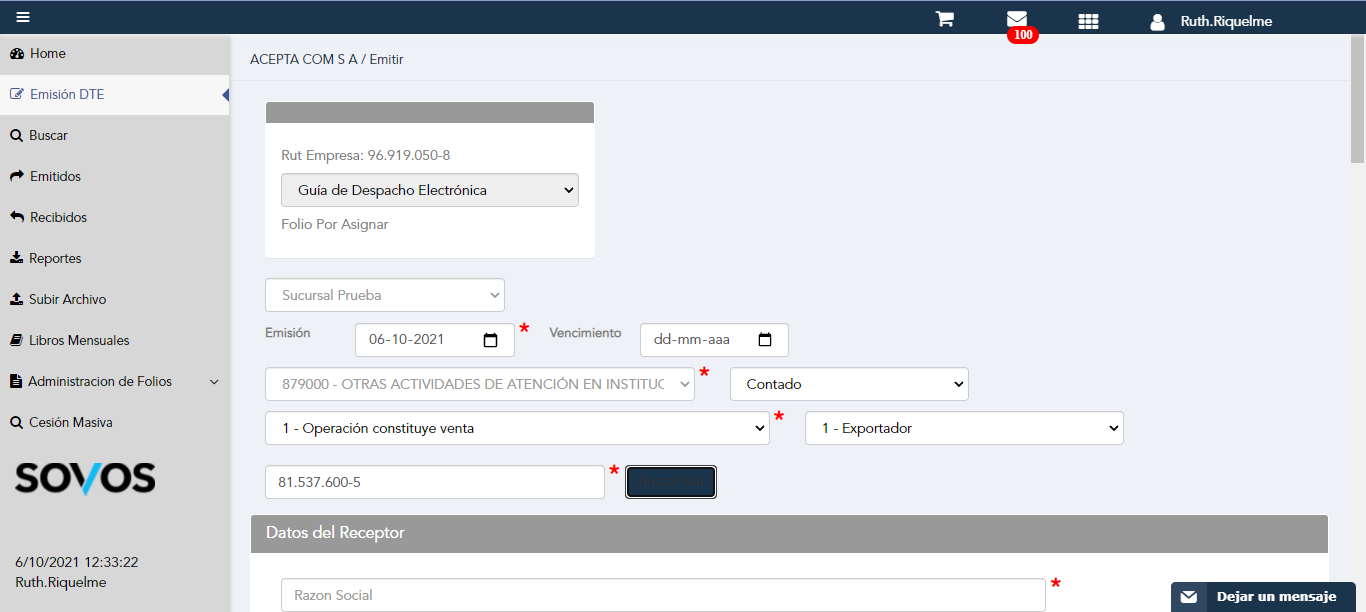 Ruth.Riquelme
100
Home
ACEPTA COM S A / Emitir
Emisión DTE
Buscar
Emitidos
Recibidos
Reportes
Subir Archivo
Libros Mensuales
Administracion de Folios
Cesión Masiva
SOVOS
6/10/2021 12:33:22
Ruth.Riquelme
Rut Empresa: 96.919.050-8
Guía de Despacho Electrónica
Folio Por Asignar
Sucursal Prueba
Emisión 06-10-2021 * Vencimiento dd-mm-aaa
879000 - OTRAS ACTIVIDADES DE ATENCIÓN EN INSTITUC * Contado
1 - Operación constituye venta * 1 - Exportador
81.537.600-5 *
Datos del Receptor
Razon Social *
Dejar un mensaje